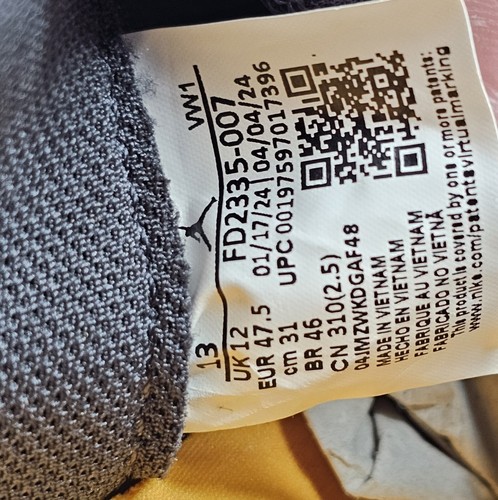 13 VW1
UK 12 FD2335-007
EUR 47.5 01/17/24 | 04/04/24
cm 31 UPC 00197597017396
BR 46
CN 310(2.5)
04JMZWKDGAF48
MADE IN VIETNAM
HECHO EN VIETNAM
FABRIQUE AU VIETNAM
FABRICADO NO VIETNÃ
This product is covered by one or more patents:
www.nike.com/patentsvirtualmarking